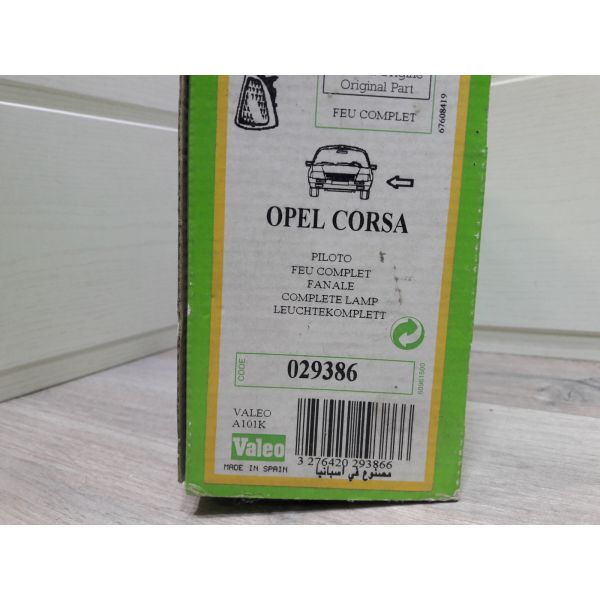 Original Part
FEU COMPLET
67608419
OPEL CORSA
PILOTO
FEU COMPLET
FANALE
COMPLETE LAMP
LEUCHTEKOMPLETT
CODE
029386
60961500
VALEO
A101K
Valeo
MADE IN SPAIN
3 276420 293866
مصنوع في اسبانيا